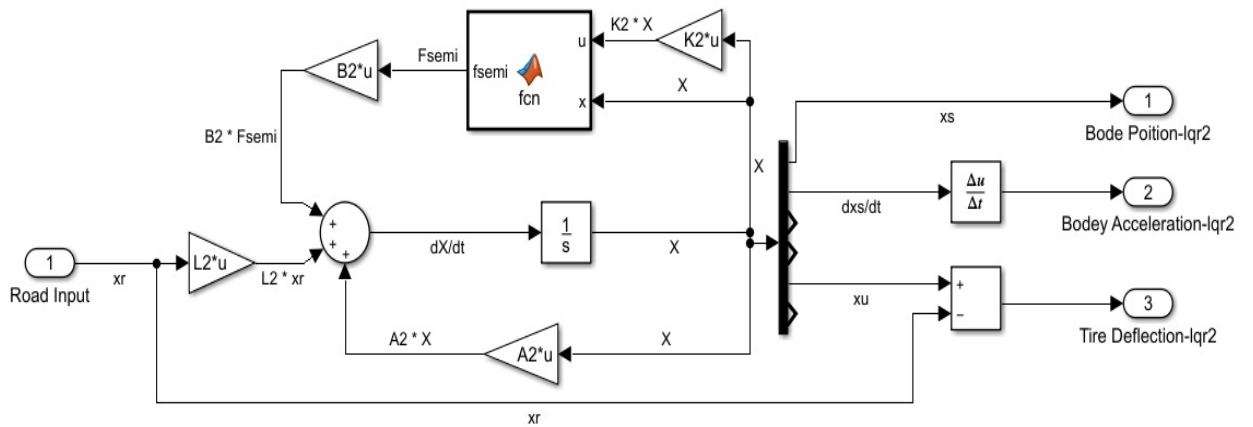 K2 * X
u
K2*u
Fsemi
fsemi
fcn
B2*u
x
X
1
xs
Bode Poition-lqr2
B2 * Fsemi
X
Δu
Δt
2
dxs/dt
Bodey Acceleration-lqr2
+
+
+
dX/dt
1
s
X
1
xr
Road Input
L2*u
L2 * xr
xu
+
−
3
Tire Deflection-lqr2
A2 * X
A2*u
X
xr